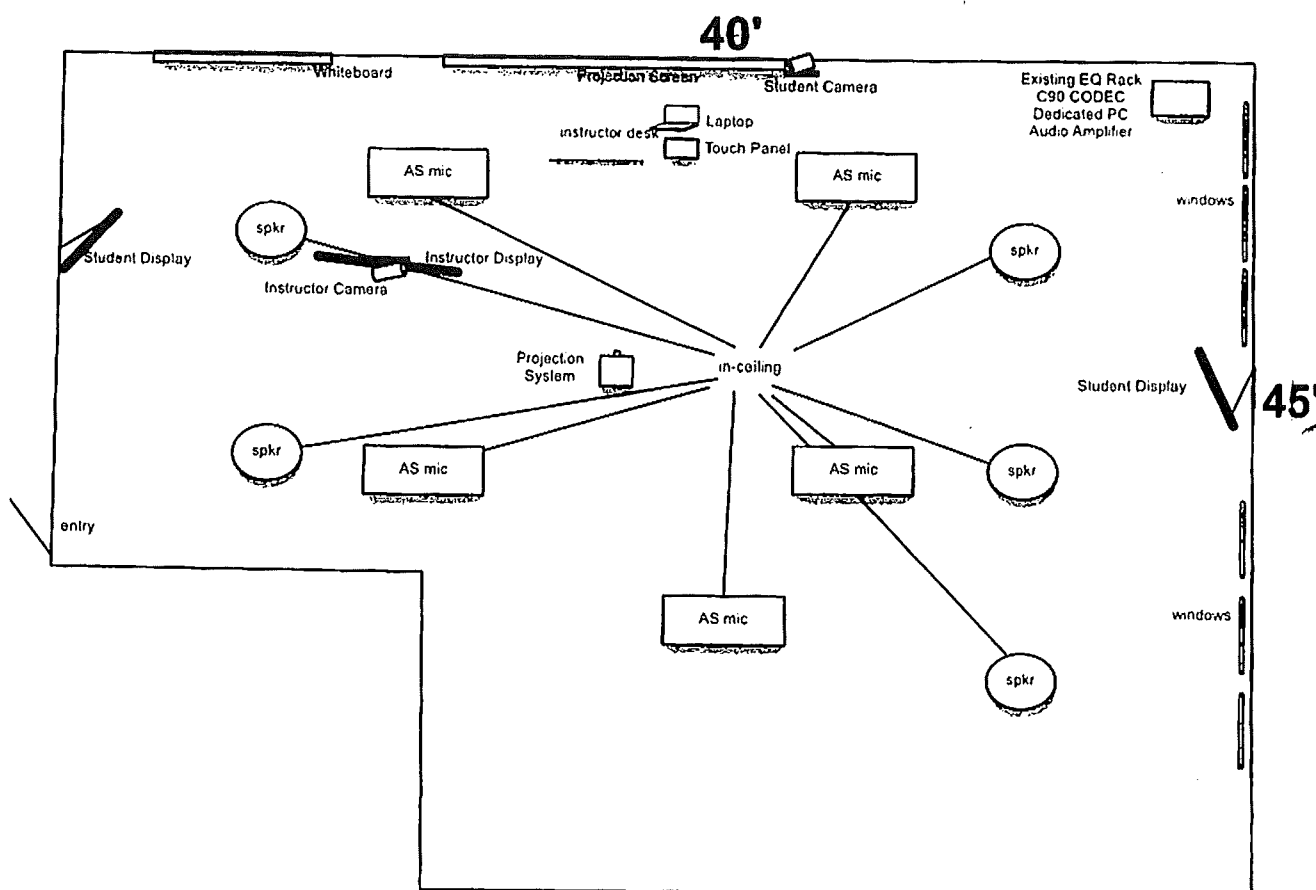 40'
Whiteboard
Projection Screen
Student Camera
Existing EQ Rack
C90 CODEC
Dedicated PC
Audio Amplifier
Instructor desk
Laptop
Touch Panel
AS mic
AS mic
windows
spkr
spkr
Student Display
Instructor Display
Instructor Camera
Projection
System
in-ceiling
Student Display
45'
spkr
AS mic
AS mic
spkr
entry
AS mic
windows
spkr